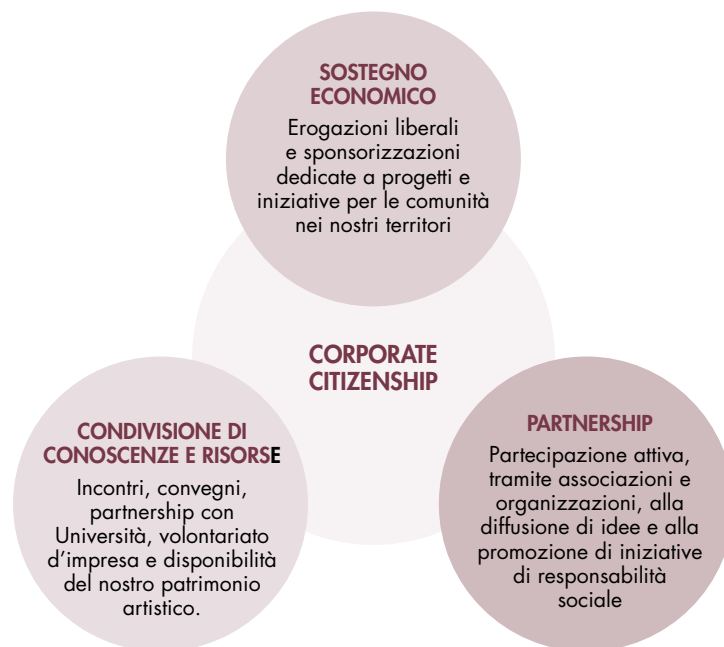 SOSTEGNO
ECONOMICO
Erogazioni liberali
e sponsorizzazioni
dedicate a progetti e
iniziative per le comunità
nei nostri territori
CORPORATE
CITIZENSHIP
CONDIVISIONE DI
CONOSCENZE E RISORSE
Incontri, convegni,
partnership con
Università, volontariato
d’impresa e disponibilità
del nostro patrimonio
artistico.
PARTNERSHIP
Partecipazione attiva,
tramite associazioni e
organizzazioni, alla
diffusione di idee e alla
promozione di iniziative
di responsabilità
sociale